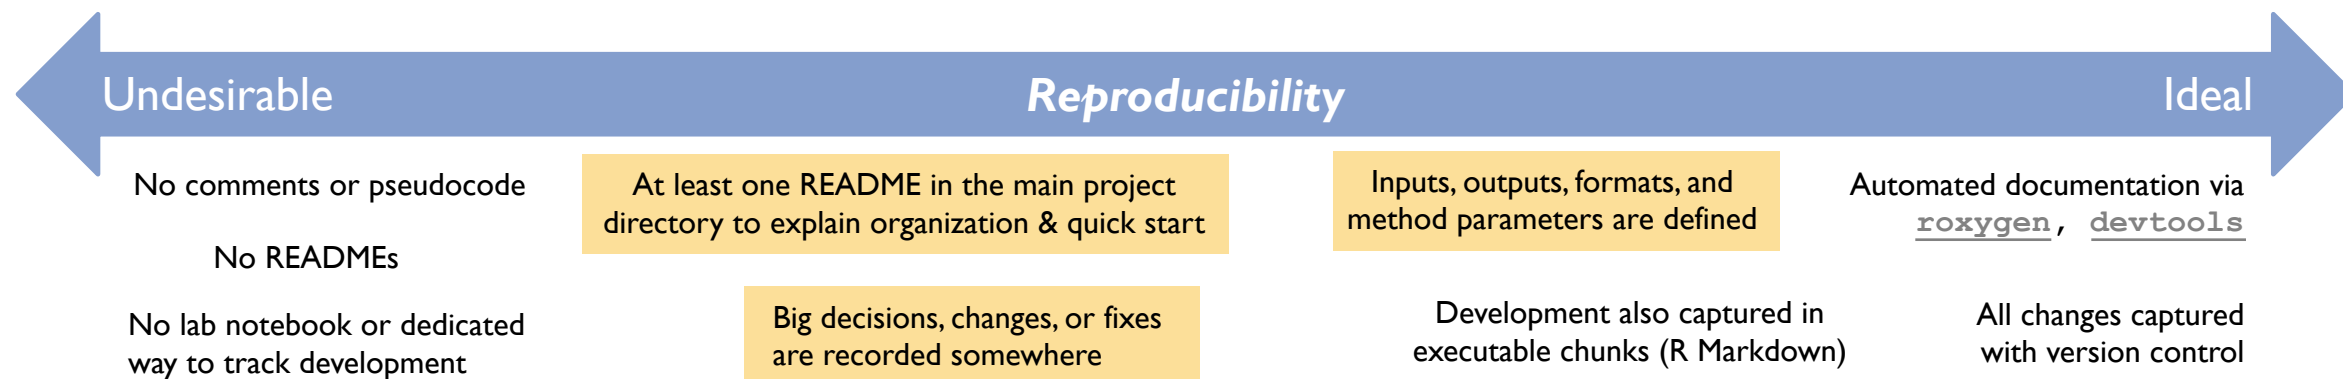 Undesirable
Reproducibility
Ideal
No comments or pseudocode
No READMEs
No lab notebook or dedicated
way to track development
At least one README in the main project
directory to explain organization & quick start
Big decisions, changes, or fixes
are recorded somewhere
Inputs, outputs, formats, and
method parameters are defined
Development also captured in
executable chunks (R Markdown)
Automated documentation via
roxygen, devtools
All changes captured
with version control